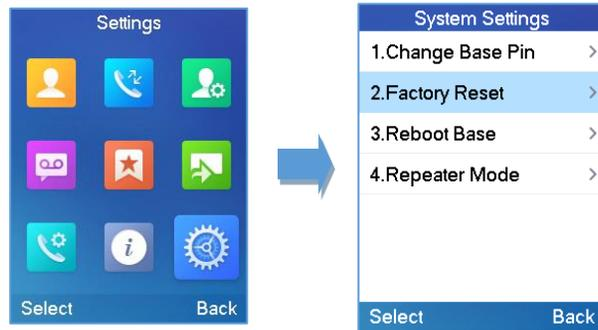 Settings
Select Back
System Settings
1.Change Base Pin
2.Factory Reset
3.Reboot Base
4.Repeater Mode
Select Back